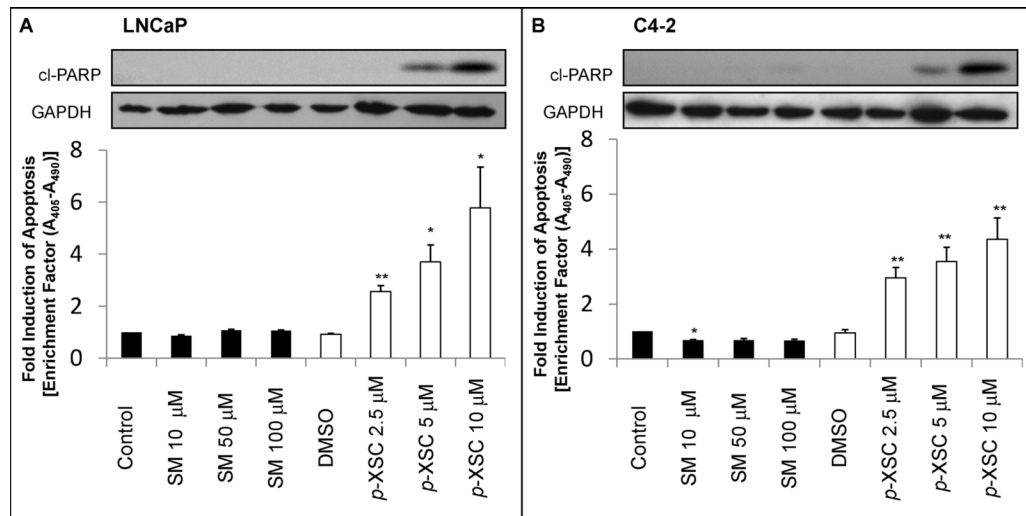 A LNCaP
cl-PARP
GAPDH
Fold Induction of Apoptosis
[Enrichment Factor (A405-A490)]
8
6
4
2
0
**
*
*
Control
SM 10 µM
SM 50 µM
SM 100 µM
DMSO
p-XSC 2.5 µM
p-XSC 5 µM
p-XSC 10 µM
B C4-2
cl-PARP
GAPDH
Fold Induction of Apoptosis
[Enrichment Factor (A405-A490)]
8
6
4
2
0
*
**
**
**
Control
SM 10 µM
SM 50 µM
SM 100 µM
DMSO
p-XSC 2.5 µM
p-XSC 5 µM
p-XSC 10 µM